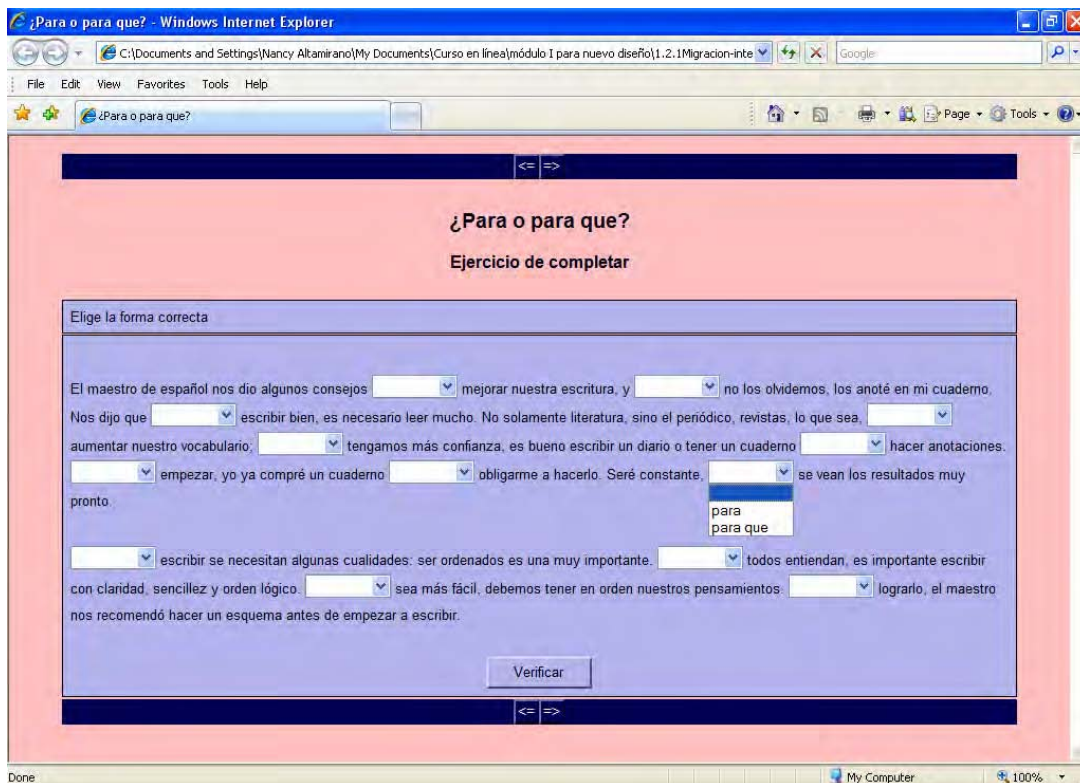 ¿Para o para que? - Windows Internet Explorer
C:\Documents and Settings\Nancy Altamirano\My Documents\Curso en línea\módulo I para nuevo diseño\1.2.1Migracion-inte
Google
File Edit View Favorites Tools Help
¿Para o para que?
Page Tools
<= =>
¿Para o para que?
Ejercicio de completar
Elige la forma correcta
El maestro de español nos dio algunos consejos mejorar nuestra escritura, y no los olvidemos, los anoté en mi cuaderno.
Nos dijo que escribir bien, es necesario leer mucho. No solamente literatura, sino el periódico, revistas, lo que sea,
aumentar nuestro vocabulario; tengamos más confianza, es bueno escribir un diario o tener un cuaderno hacer anotaciones.
empezar, yo ya compré un cuaderno obligarme a hacerlo. Seré constante, se vean los resultados muy
pronto.
para
para que
escribir se necesitan algunas cualidades: ser ordenados es una muy importante. todos entiendan, es importante escribir
con claridad, sencillez y orden lógico. sea más fácil, debemos tener en orden nuestros pensamientos. lograrlo, el maestro
nos recomendó hacer un esquema antes de empezar a escribir.
Verificar
<= =>
Done My Computer 100%